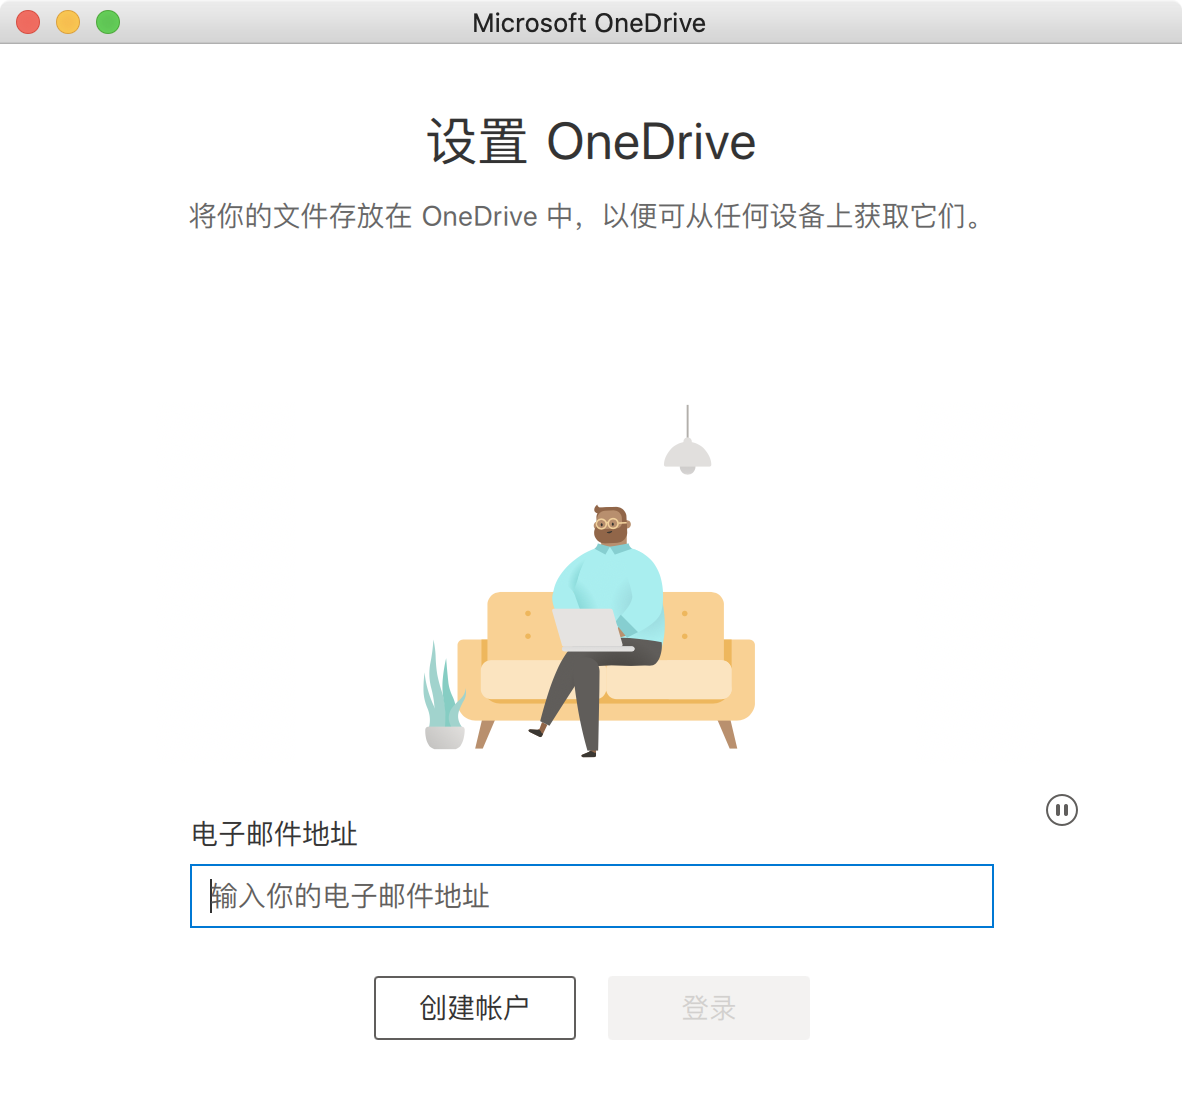 Microsoft OneDrive
设置 OneDrive
将你的文件存放在 OneDrive 中，以便可从任何设备上获取它们。
电子邮件地址
输入你的电子邮件地址
创建帐户
登录